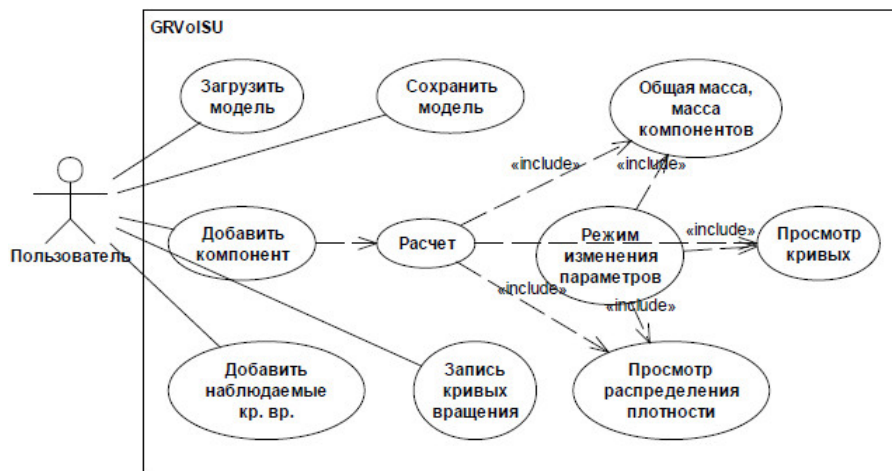 GRVolSU
Загрузить
модель
Сохранить
модель
Общая масса,
масса
компонентов
«include»
«include»
Пользователь
Добавить
компонент
Расчет
Режим
изменения
параметров
«include»
Просмотр
кривых
«include»
«include»
Добавить
наблюдаемые
кр. вр.
Запись
кривых
вращения
Просмотр
распределения
плотности